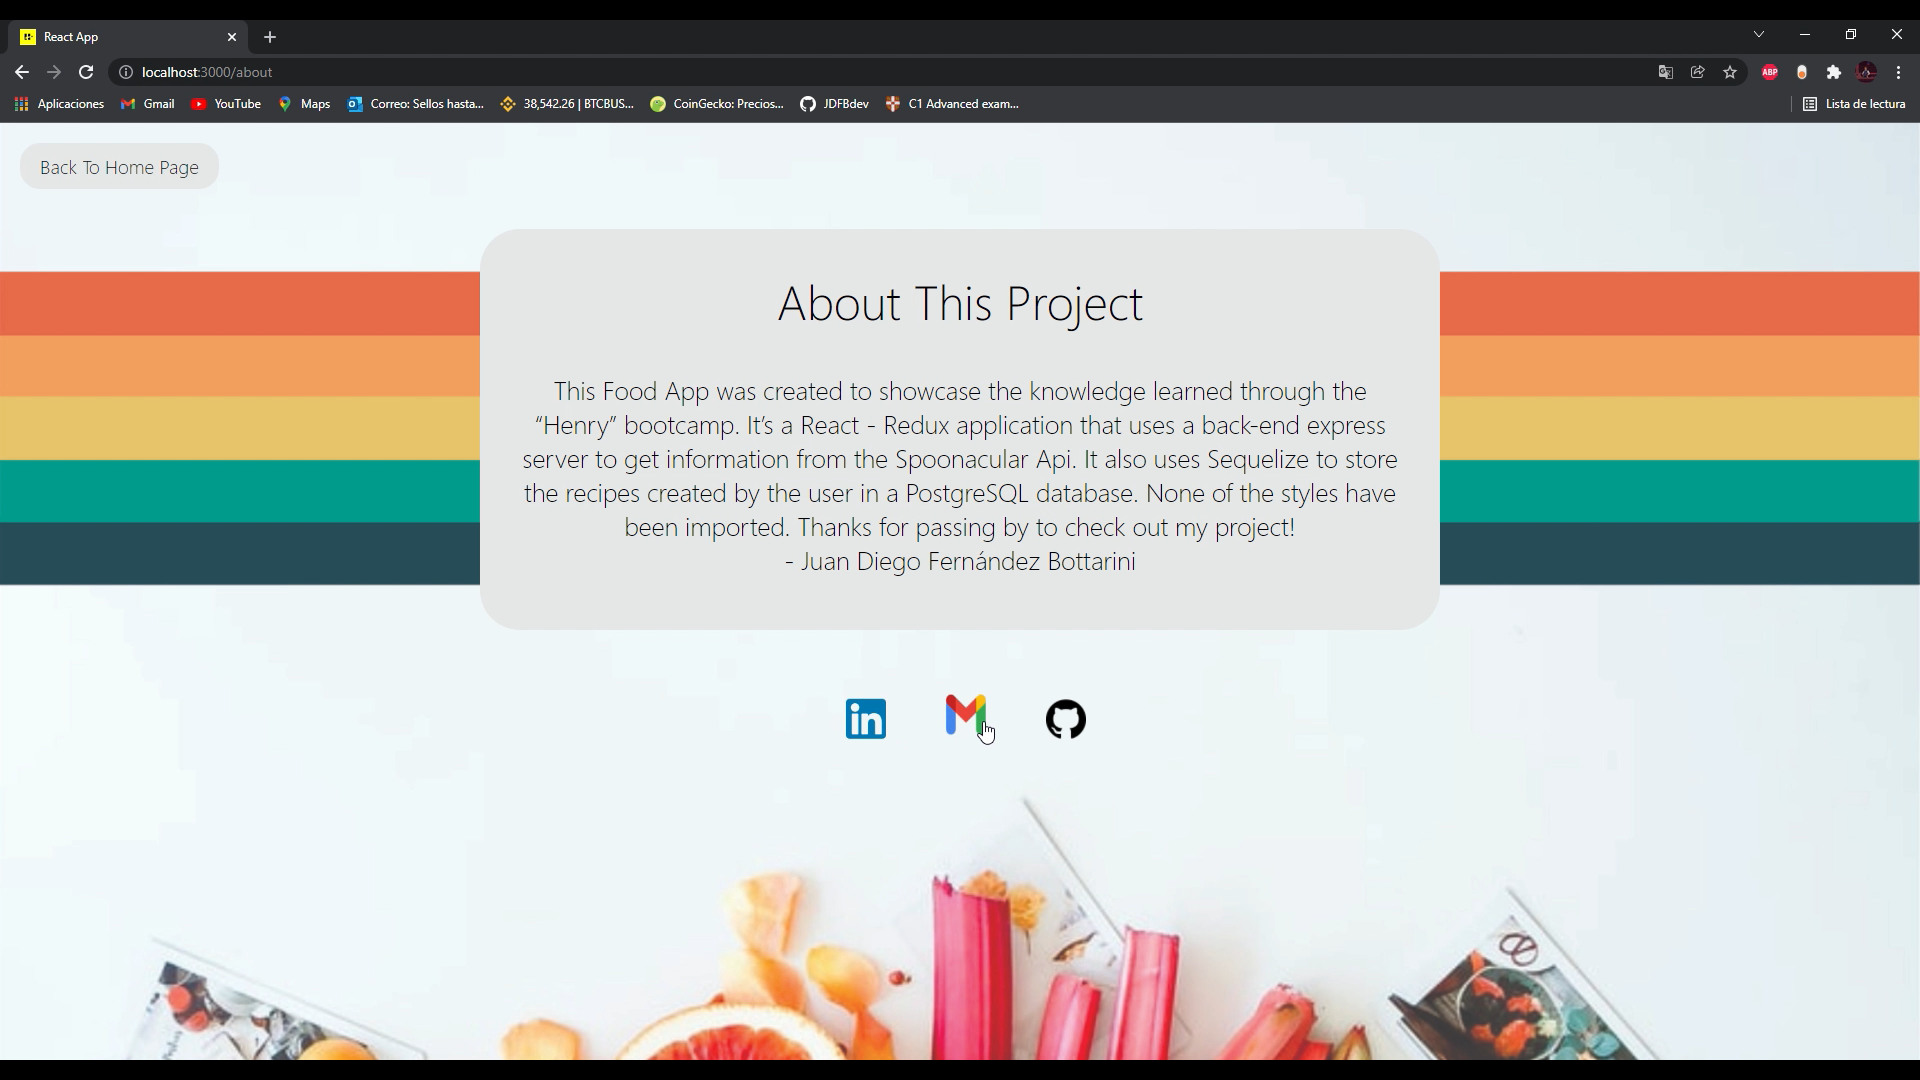 React App
localhost:3000/about
Aplicaciones
Gmail
YouTube
Maps
Correo: Sellos hasta...
38,542.26 | BTCBUS...
CoinGecko: Precios...
JDFBdev
C1 Advanced exam...
Lista de lectura
ABP
Back To Home Page
About This Project
This Food App was created to showcase the knowledge learned through the
“Henry” bootcamp. It’s a React - Redux application that uses a back-end express
server to get information from the Spoonacular Api. It also uses Sequelize to store
the recipes created by the user in a PostgreSQL database. None of the styles have
been imported. Thanks for passing by to check out my project!
- Juan Diego Fernández Bottarini
in